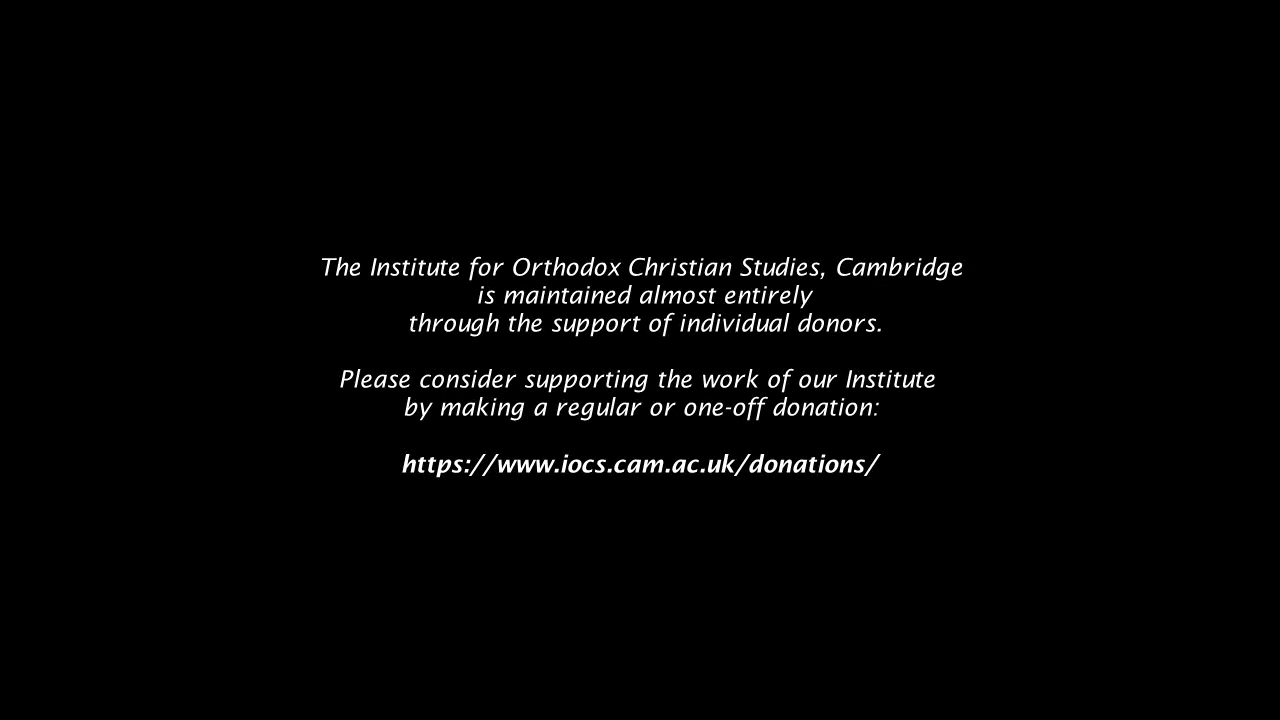 The Institute for Orthodox Christian Studies, Cambridge
is maintained almost entirely
through the support of individual donors.
Please consider supporting the work of our Institute
by making a regular or one-off donation:
https://www.iocs.cam.ac.uk/donations/